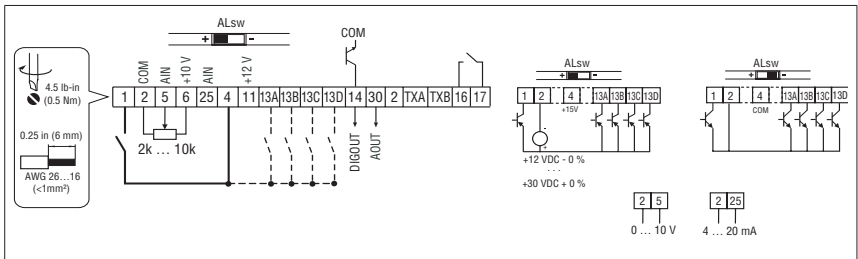 4.5 lb-in
(0.5 Nm)
0.25 in (6 mm)
AWG 26...16
(<1mm²)
ALsw
+ -
COM
COM
AIN
+10 V
AIN
+12 V
1 2 5 6 25 4 11 13A 13B 13C 13D 14 30 2 TXA TXB 16 17
2k ... 10k
DIGOUT
AOUT
ALsw
+ -
1 2 4 13A 13B 13C 13D
+15V
-
+
+12 VDC - 0 %
...
+30 VDC + 0 %
ALsw
+ -
1 2 4 13A 13B 13C 13D
COM
2 5
0 ... 10 V
2 25
4 ... 20 mA